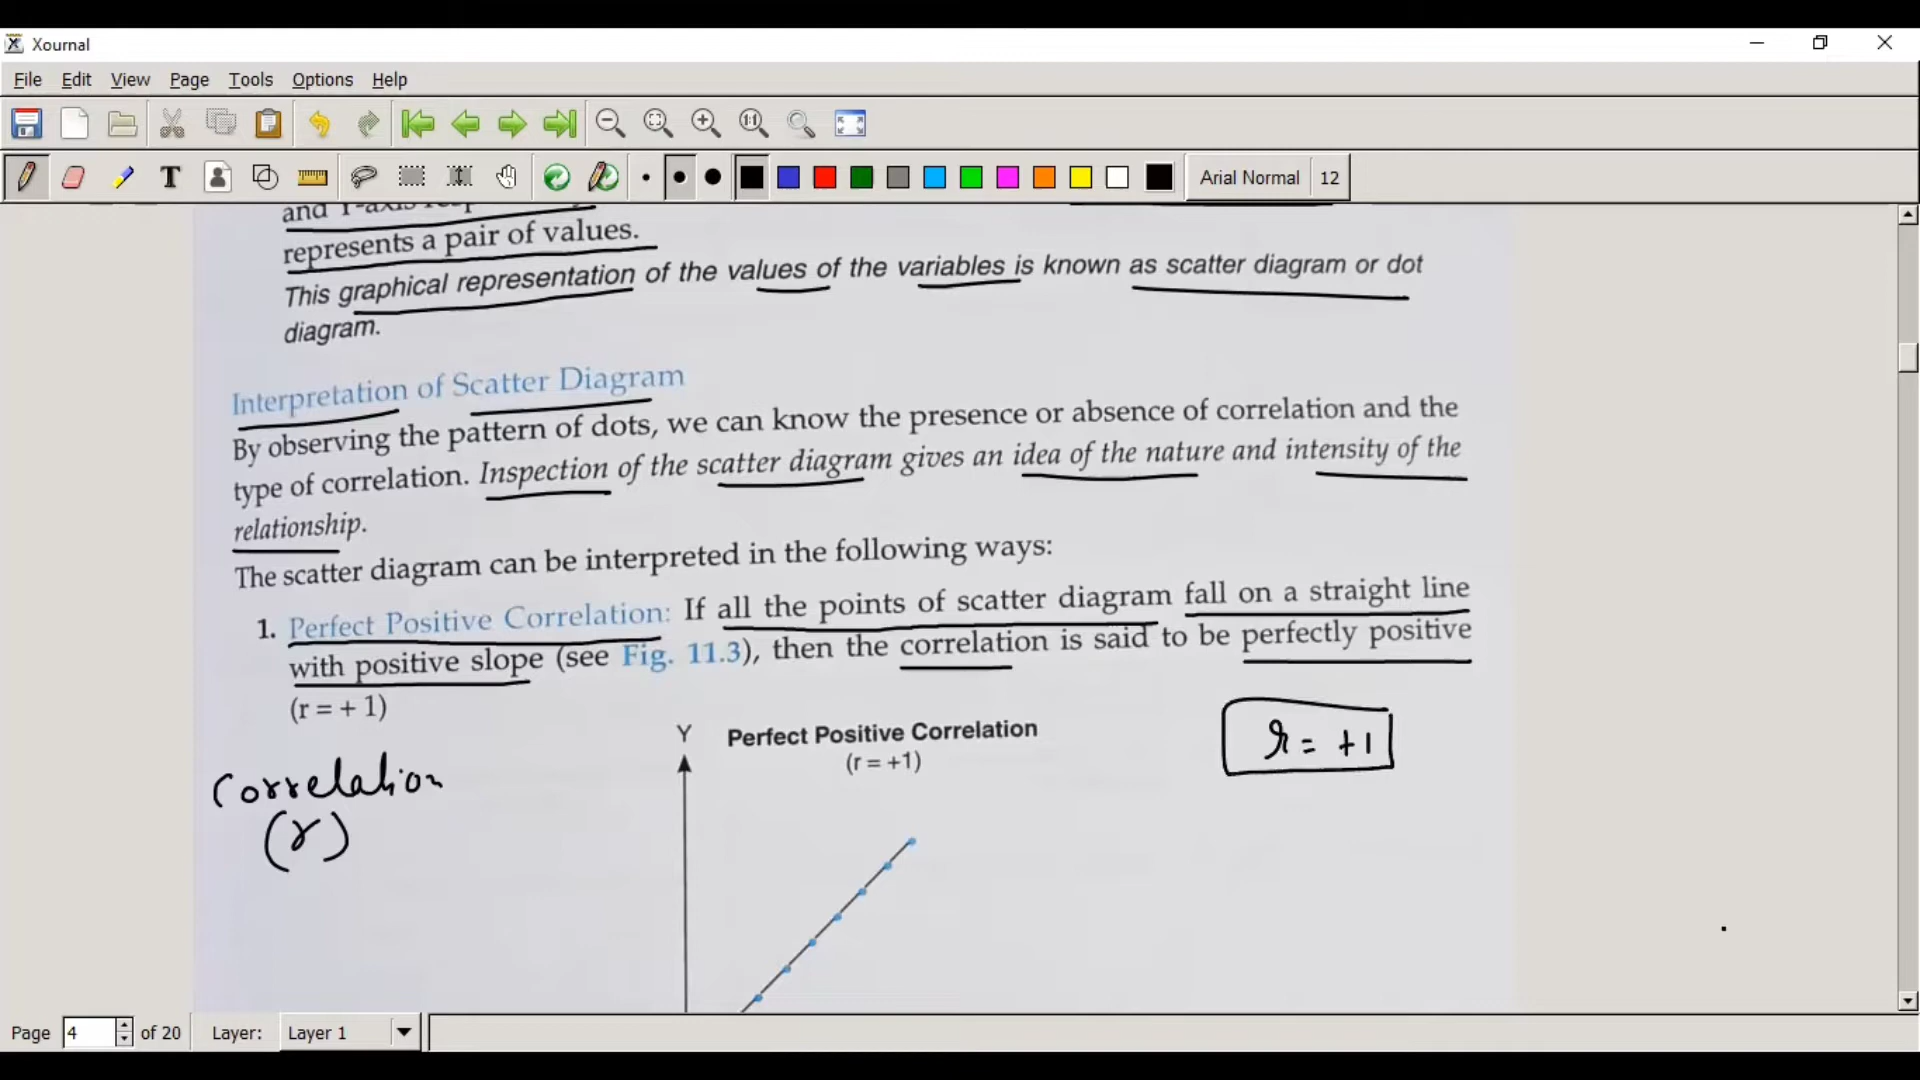 Xournal
File Edit View Page Tools Options Help
T Arial Normal 12
represents a pair of values.
This graphical representation of the values of the variables is known as scatter diagram or dot
diagram.
Interpretation of Scatter Diagram
By observing the pattern of dots, we can know the presence or absence of correlation and the
type of correlation. Inspection of the scatter diagram gives an idea of the nature and intensity of the
relationship.
The scatter diagram can be interpreted in the following ways:
1. Perfect Positive Correlation: If all the points of scatter diagram fall on a straight line
with positive slope (see Fig. 11.3), then the correlation is said to be perfectly positive
(r = + 1)
Y Perfect Positive Correlation
(r = +1)
r = +1
Correlation
(r)
Page 4 of 20 Layer: Layer 1